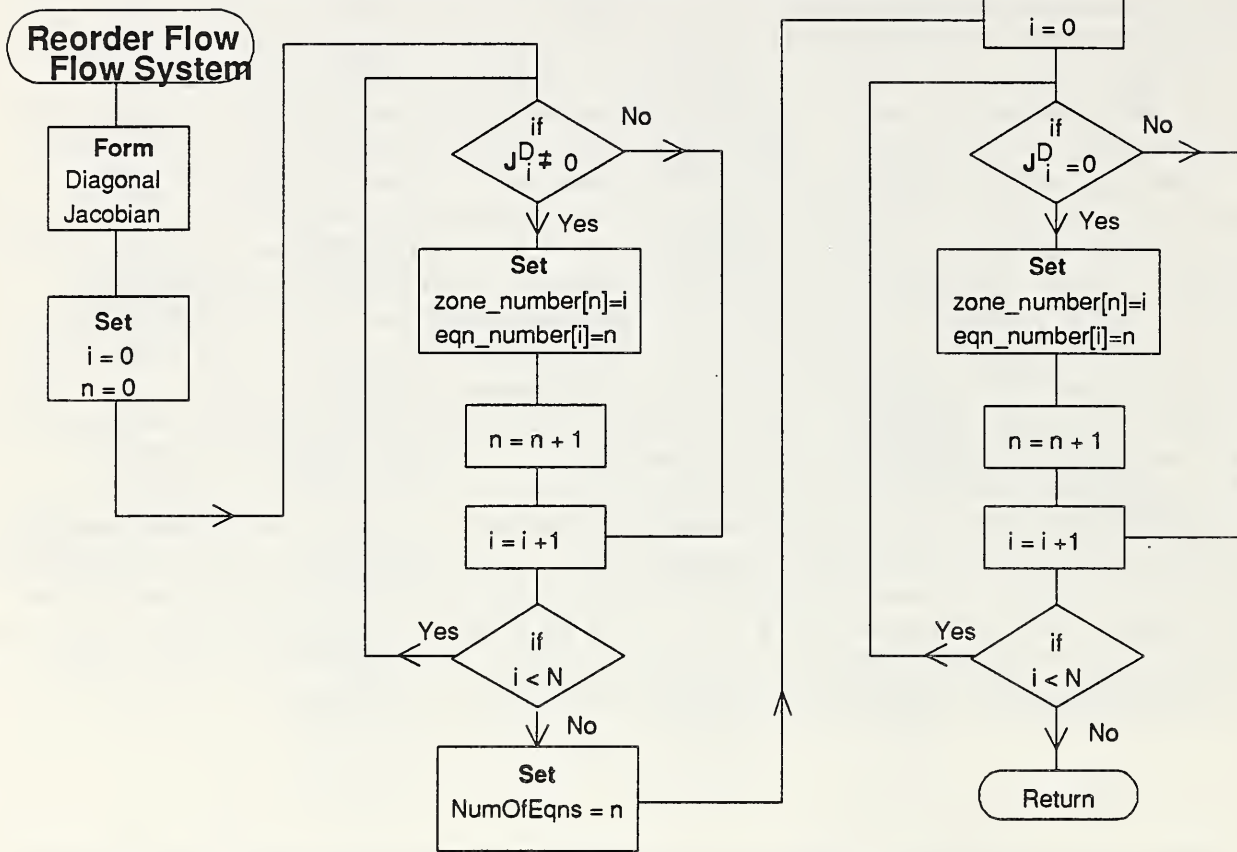 Reorder Flow
Flow System
Form
Diagonal
Jacobian
Set
i = 0
n = 0
if
J^D_i ≠ 0
No
Yes
Set
zone_number[n]=i
eqn_number[i]=n
n = n + 1
i = i +1
if
i < N
Yes
No
Set
NumOfEqns = n
i = 0
if
J^D_i =0
No
Yes
Set
zone_number[n]=i
eqn_number[i]=n
n = n + 1
i = i +1
if
i < N
Yes
No
Return